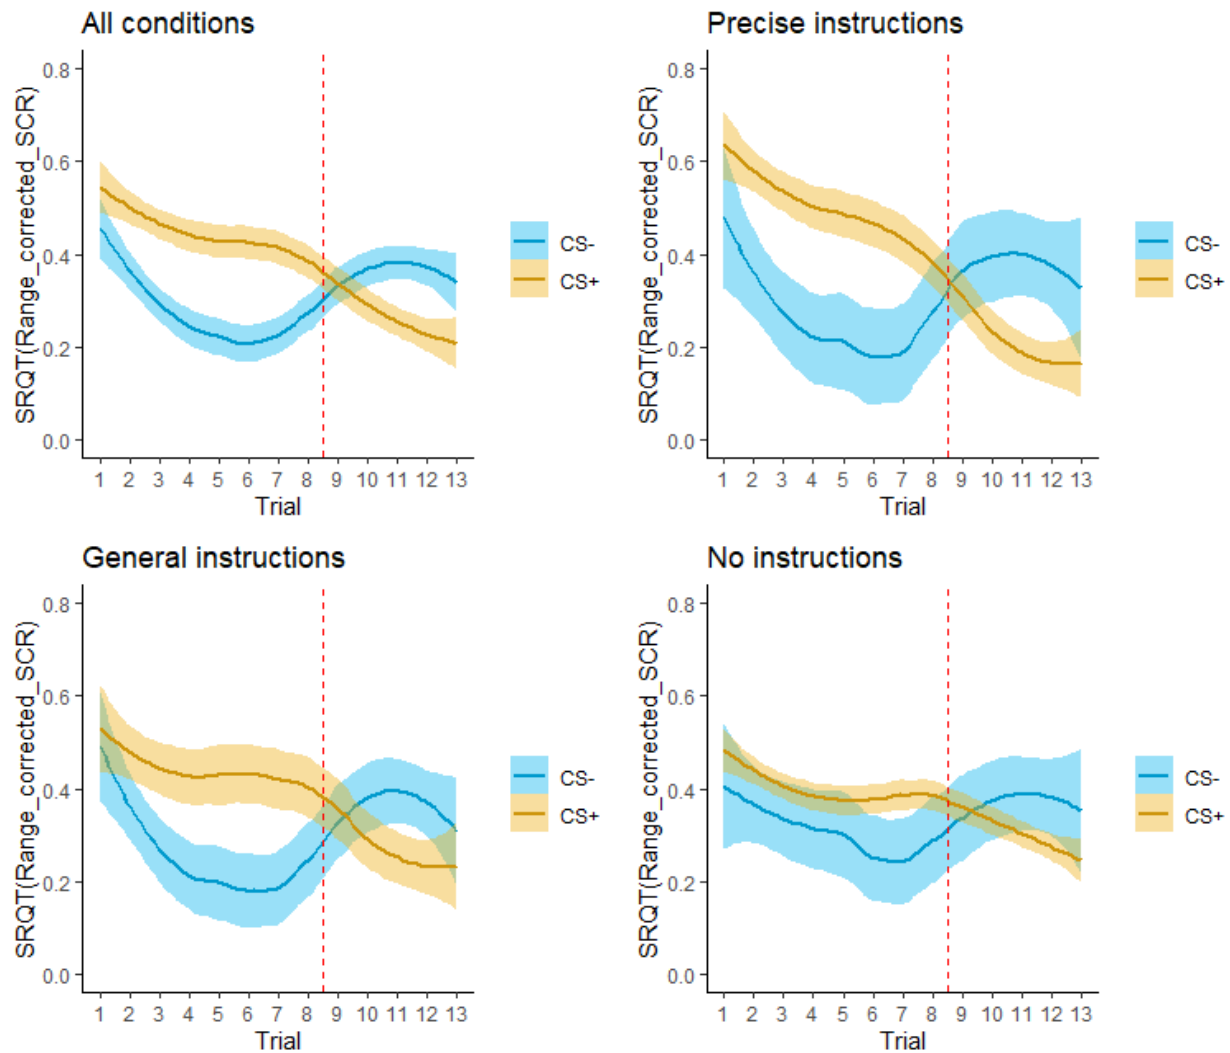 All conditions
SRQT(Range_corrected_SCR)
0.8
0.6
0.4
0.2
0.0
1 2 3 4 5 6 7 8 9 10 11 12 13
Trial
CS-
CS+
Precise instructions
SRQT(Range_corrected_SCR)
0.8
0.6
0.4
0.2
0.0
1 2 3 4 5 6 7 8 9 10 11 12 13
Trial
CS-
CS+
General instructions
SRQT(Range_corrected_SCR)
0.8
0.6
0.4
0.2
0.0
1 2 3 4 5 6 7 8 9 10 11 12 13
Trial
CS-
CS+
No instructions
SRQT(Range_corrected_SCR)
0.8
0.6
0.4
0.2
0.0
1 2 3 4 5 6 7 8 9 10 11 12 13
Trial
CS-
CS+